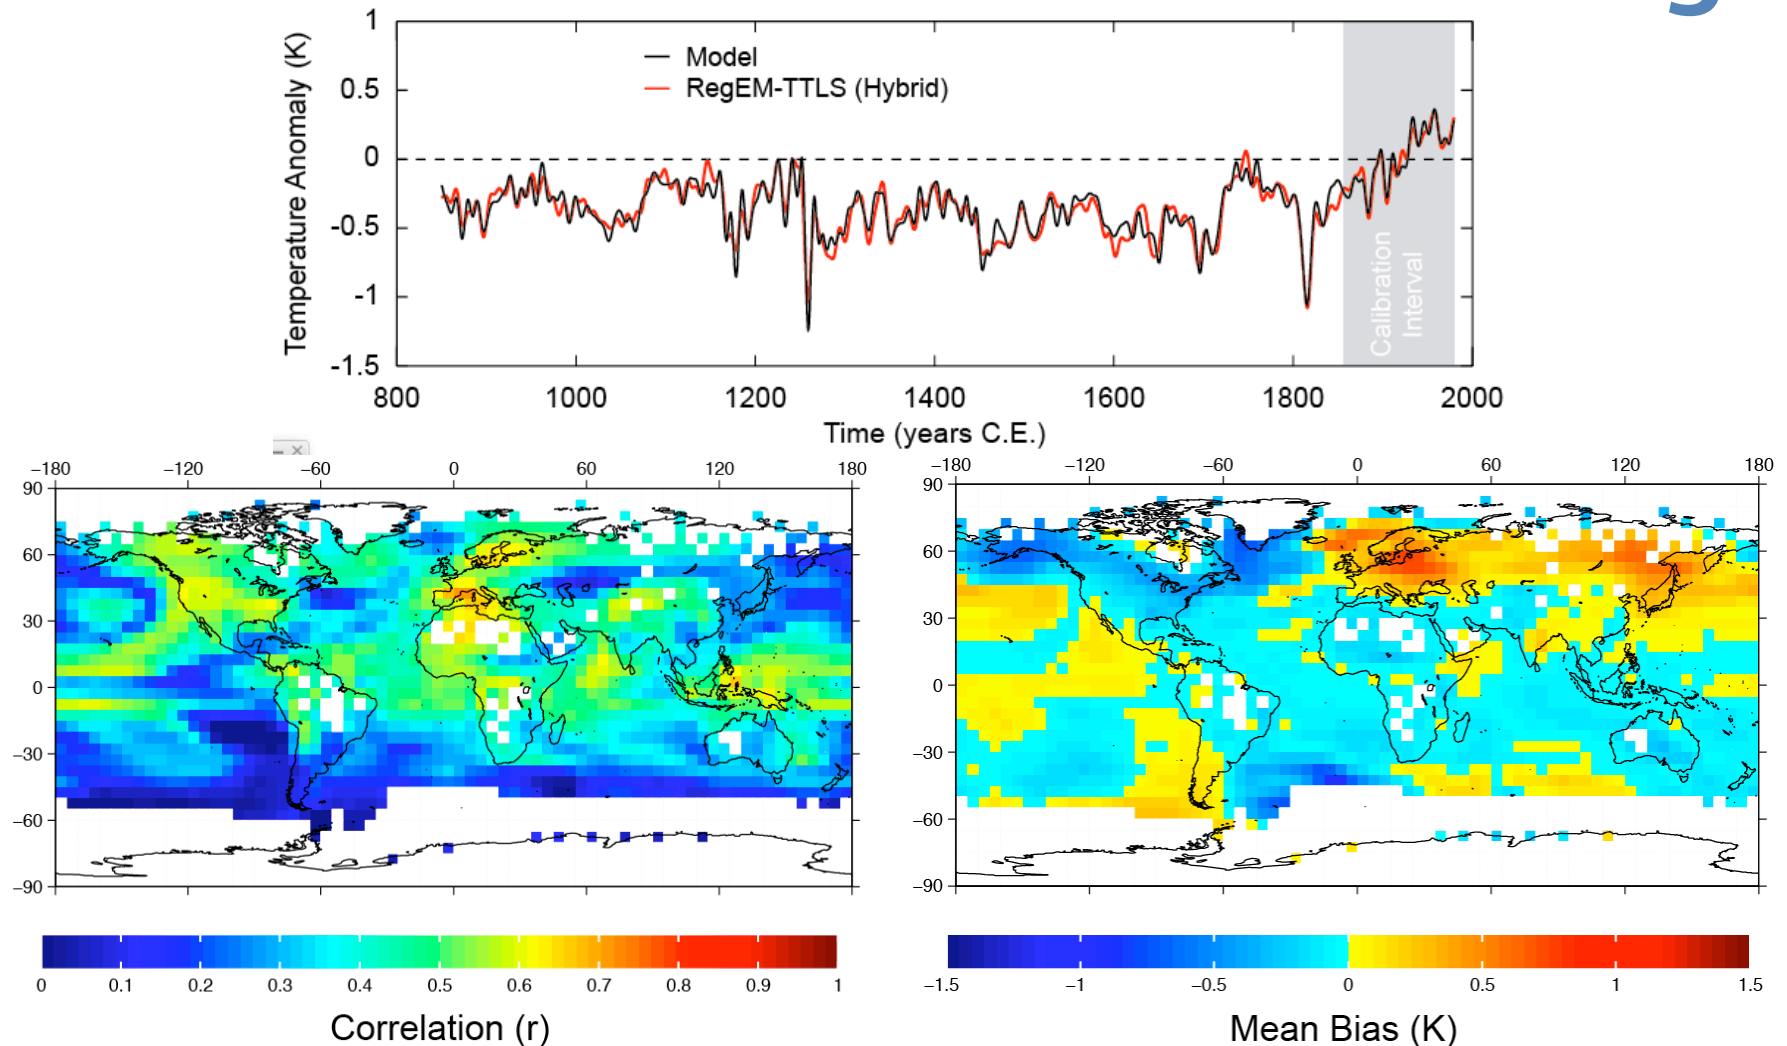 g
1
0.5
0
-0.5
-1
-1.5
Temperature Anomaly (K)
Model
RegEM-TTLS (Hybrid)
Calibration
Interval
800 1000 1200 1400 1600 1800 2000
Time (years C.E.)
−180 −120 −60 0 60 120 180
90
60
30
0
−30
−60
−90
0 0.1 0.2 0.3 0.4 0.5 0.6 0.7 0.8 0.9 1
Correlation (r)
−180 −120 −60 0 60 120 180
90
60
30
0
−30
−60
−90
−1.5 −1 −0.5 0 0.5 1 1.5
Mean Bias (K)